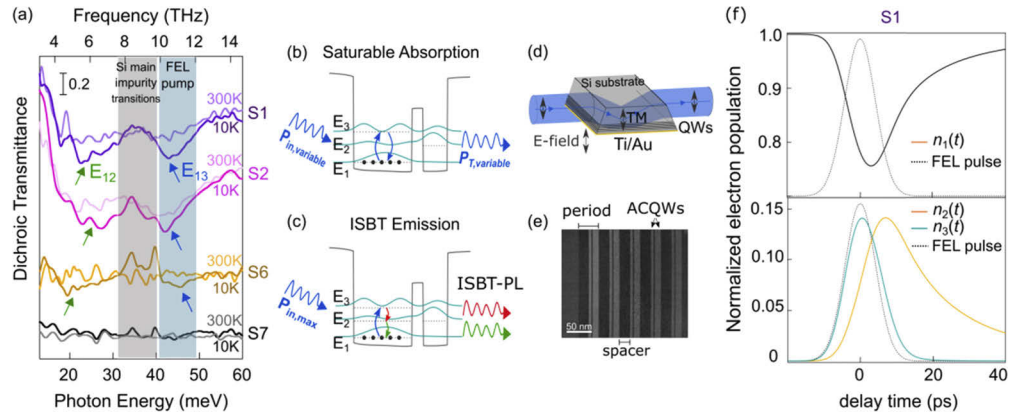 (a)
Frequency (THz)
4 6 8 10 12 14
0.2
Si main
impurity
transitions
FEL
pump
300K
S1
10K
E12
E13
300K
S2
10K
300K
S6
10K
300K
S7
10K
Dichroic Transmittance
20 30 40 50 60
Photon Energy (meV)
(b)
Saturable Absorption
E3
E2
E1
Pin,variable
PT,variable
(c)
ISBT Emission
E3
E2
E1
Pin,max
ISBT-PL
(d)
Si substrate
TM
E-field
Ti/Au
QWs
(e)
period
ACQWs
50 nm
spacer
(f)
S1
Normalized electron population
1.0
0.9
0.8
0.7
n1(t)
FEL pulse
0.15
0.10
0.05
0
n2(t)
n3(t)
FEL pulse
0 20 40
delay time (ps)